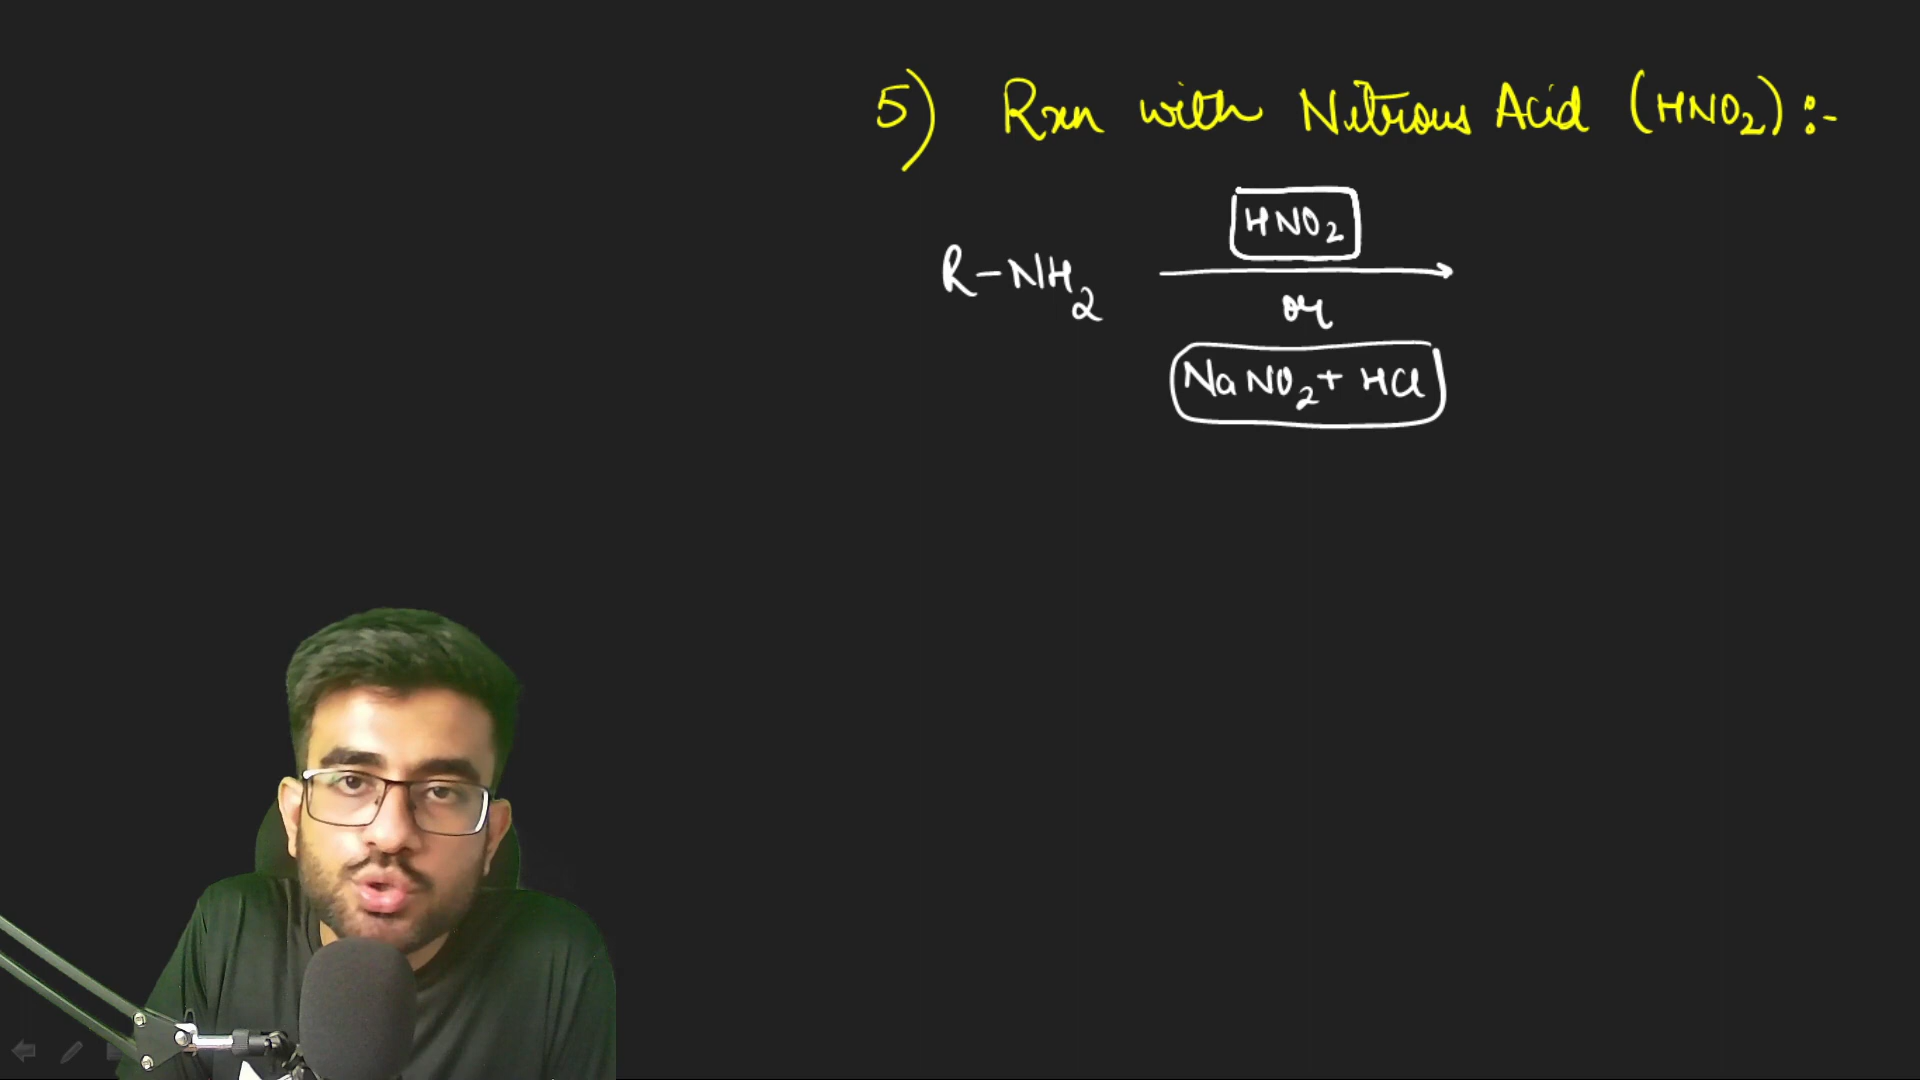 5) Rxn with Nitrous Acid (HNO2) :-
HNO2
R-NH2
or
NaNO2 + HCl